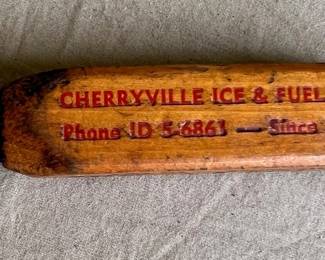 CHERRYVILLE ICE & FUEL
Phone ID 5-6861 — Since